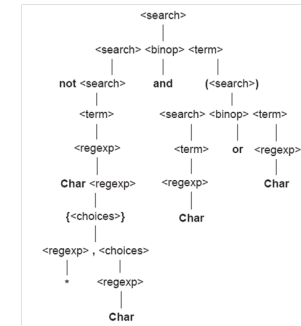 <search>
<search> <binop> <term>
not <search> and (<search>)
<term> <search> <binop> <term>
<regexp> <term> or <regexp>
Char <regexp> <regexp> Char
{<choices>} Char
<regexp> , <choices>
* <regexp>
Char